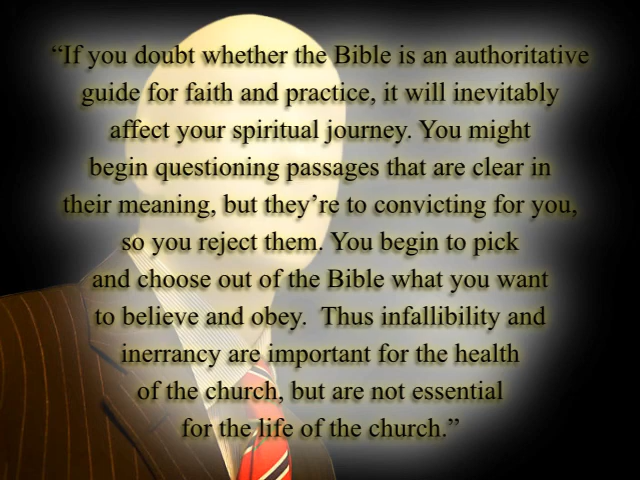 “If you doubt whether the Bible is an authoritative
guide for faith and practice, it will inevitably
affect your spiritual journey. You might
begin questioning passages that are clear in
their meaning, but they’re to convicting for you,
so you reject them. You begin to pick
and choose out of the Bible what you want
to believe and obey.  Thus infallibility and
inerrancy are important for the health
of the church, but are not essential
for the life of the church.”